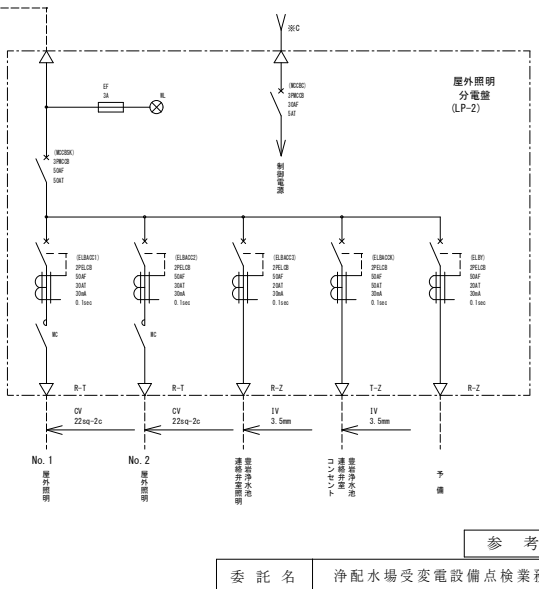 ※C
屋外照明
分電盤
(LP-2)
EF
3A
WL
(MCCBC)
3PMCCB
30AF
5AT
制御電源
(MCCBGK)
3PMCCB
50AF
50AT
(ELBACC1)
2PELCB
50AF
30AT
30mA
0.1sec
MC
(ELBACC2)
2PELCB
50AF
30AT
30mA
0.1sec
MC
(ELBACC3)
2PELCB
50AF
20AT
30mA
0.1sec
(ELBACCK)
2PELCB
50AF
20AT
30mA
0.1sec
(ELBY)
2PELCB
50AF
20AT
30mA
0.1sec
R-T
R-T
R-Z
T-Z
R-Z
CV
22sq-2c
CV
22sq-2c
IV
3.5mm
IV
3.5mm
No.1
屋外照明
No.2
屋外照明
豊岩浄水池
連絡弁室照明
豊岩浄水池
連絡弁室
コンセント
予備
参 考
委 託 名
浄配水場受変電設備点検業務